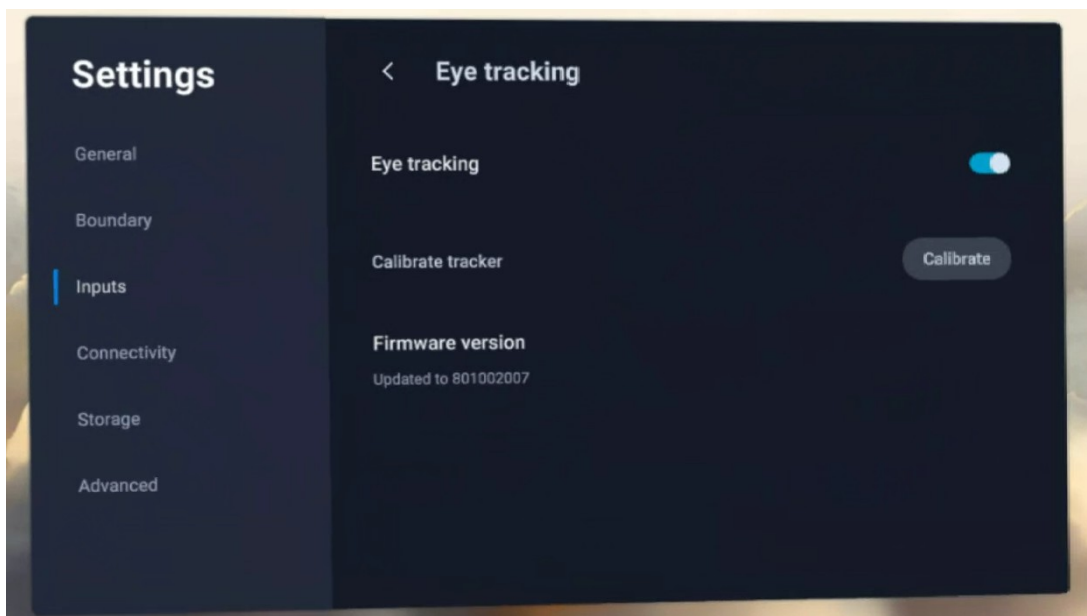 Settings
General
Boundary
Inputs
Connectivity
Storage
Advanced
< Eye tracking
Eye tracking
Calibrate tracker
Calibrate
Firmware version
Updated to 801002007